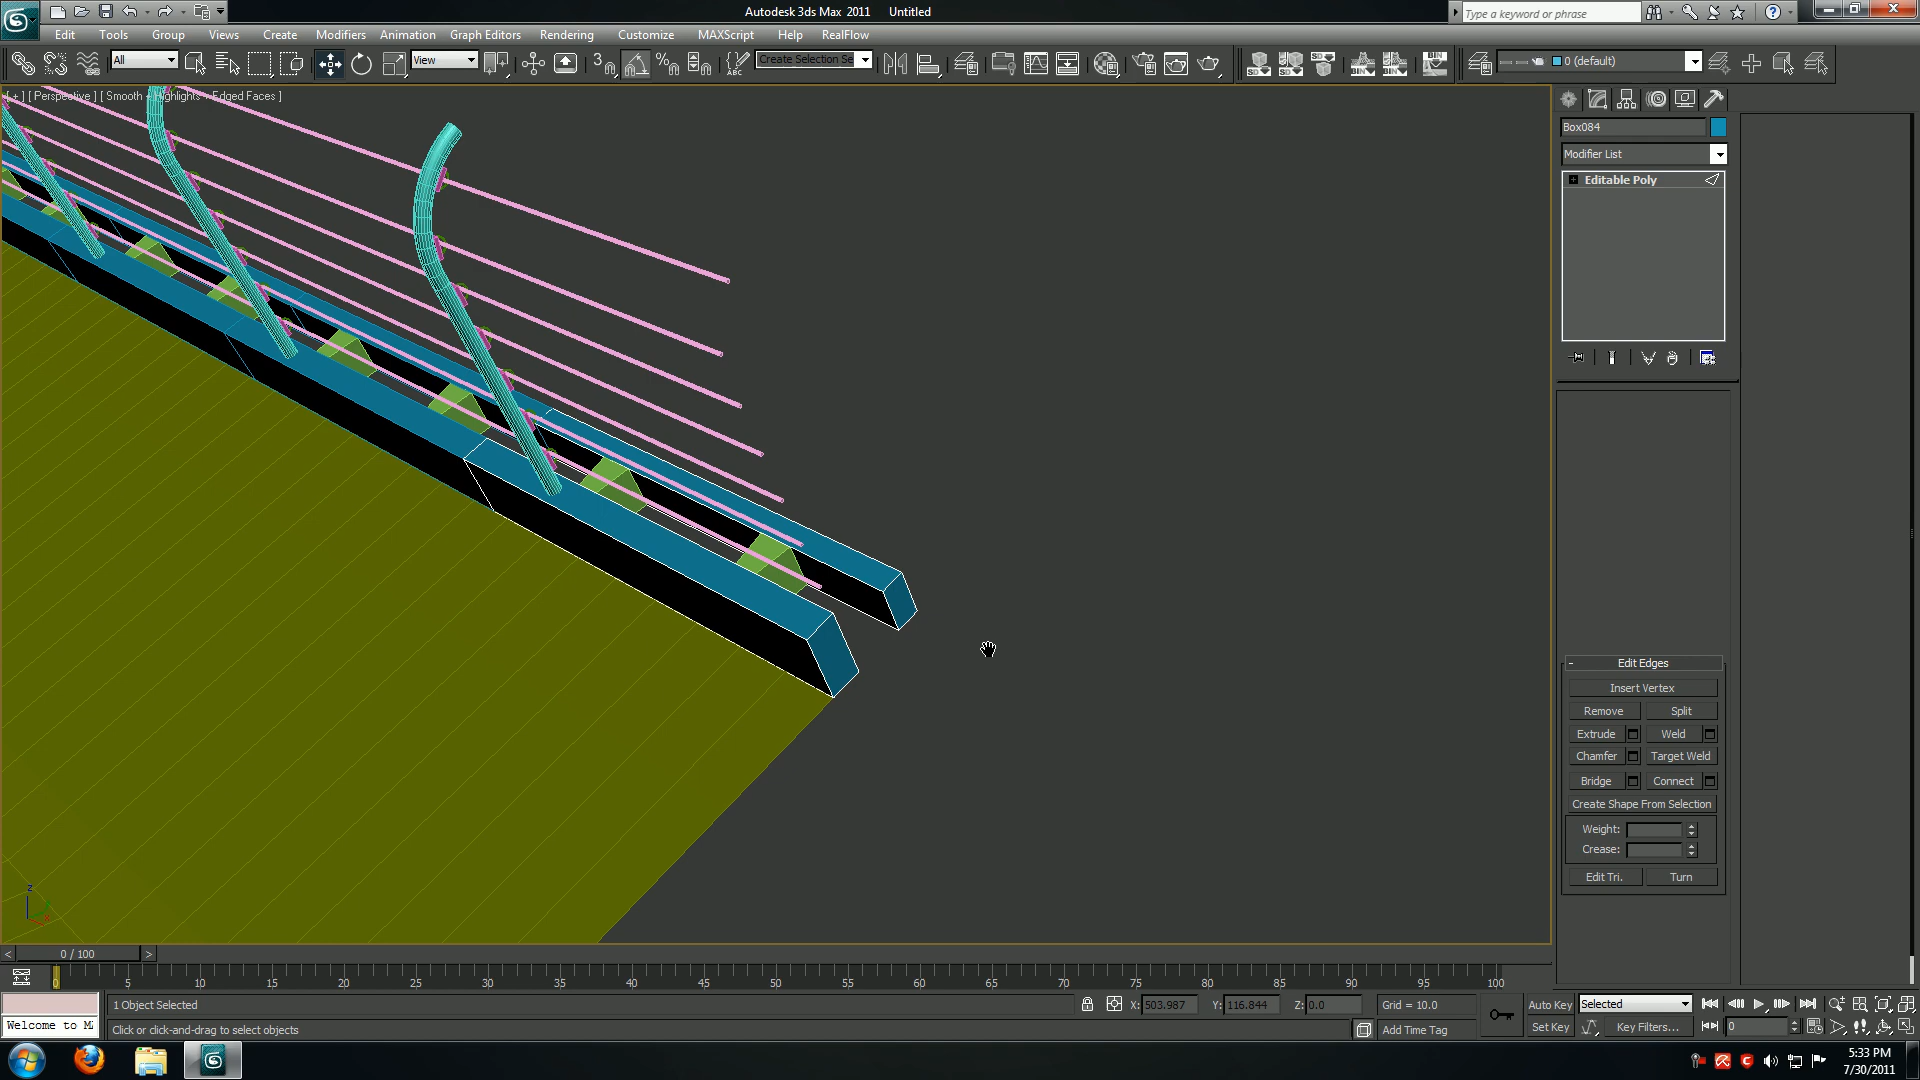 Autodesk 3ds Max 2011 Untitled
Type a keyword or phrase
Edit Tools Group Views Create Modifiers Animation Graph Editors Rendering Customize MAXScript Help RealFlow
All
View
3
ABC
Create Selection Se
0 (default)
[ + ] [ Perspective ] [ Smooth + Highlights + Edged Faces ]
Box084
Modifier List
Editable Poly
- Edit Edges
Insert Vertex
Remove Split
Extrude Weld
Chamfer Target Weld
Bridge Connect
Create Shape From Selection
Weight:
Crease:
Edit Tri. Turn
z
x
< 0 / 100 >
0 5 10 15 20 25 30 35 40 45 50 55 60 65 70 75 80 85 90 95 100
1 Object Selected
X: 503.987 Y: 116.844 Z: 0.0 Grid = 10.0
Auto Key Selected
Welcome to M
Click or click-and-drag to select objects
Add Time Tag
Set Key Key Filters... 0
5:33 PM
7/30/2011